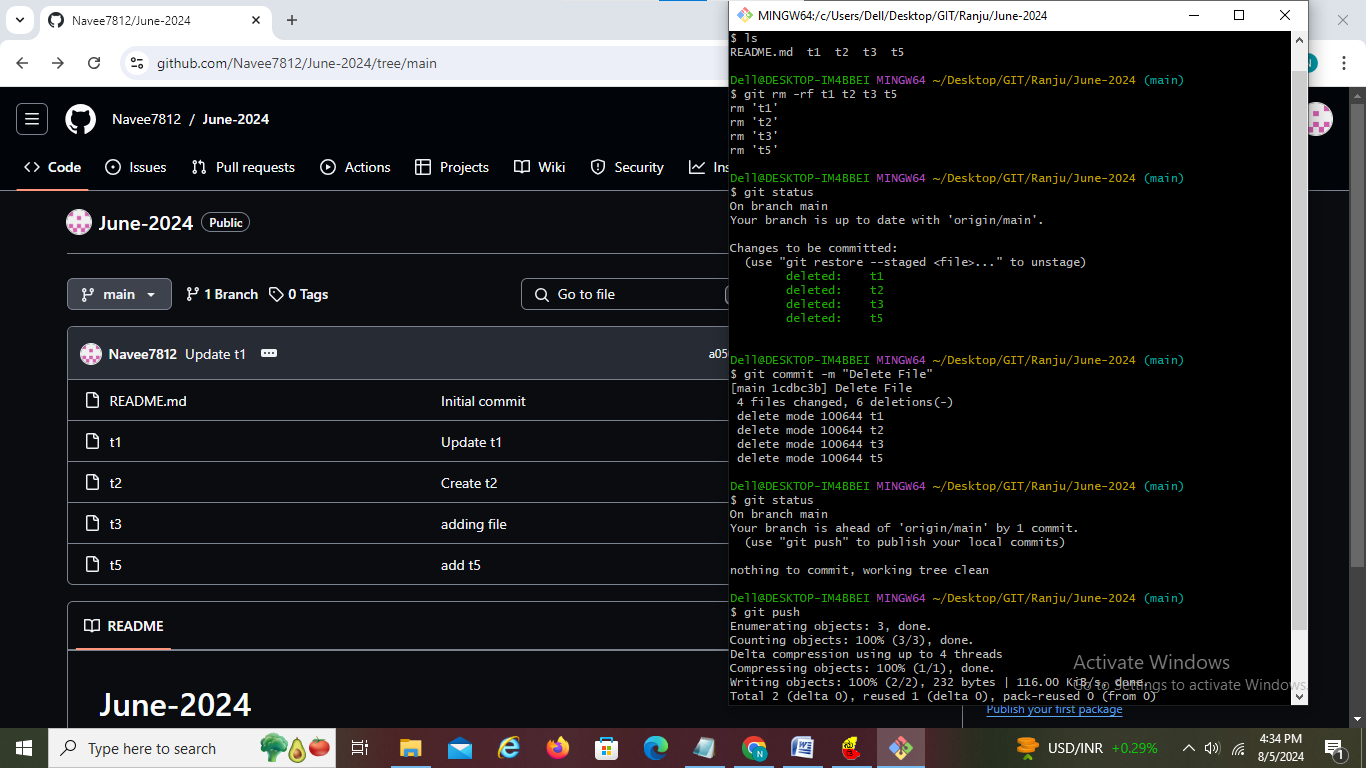 Navee7812/June-2024
github.com/Navee7812/June-2024/tree/main
Navee7812 / June-2024
Code
Issues
Pull requests
Actions
Projects
Wiki
Security
Ins
June-2024
Public
main
1 Branch
0 Tags
Go to file
Navee7812 Update t1
a05
README.md Initial commit
t1 Update t1
t2 Create t2
t3 adding file
t5 add t5
README
June-2024
Publish your first package
MINGW64:/c/Users/Dell/Desktop/GIT/Ranju/June-2024
$ ls
README.md t1 t2 t3 t5
Dell@DESKTOP-IM4BBEI MINGW64 ~/Desktop/GIT/Ranju/June-2024 (main)
$ git rm -rf t1 t2 t3 t5
rm 't1'
rm 't2'
rm 't3'
rm 't5'
Dell@DESKTOP-IM4BBEI MINGW64 ~/Desktop/GIT/Ranju/June-2024 (main)
$ git status
On branch main
Your branch is up to date with 'origin/main'.
Changes to be committed:
(use "git restore --staged <file>..." to unstage)
deleted: t1
deleted: t2
deleted: t3
deleted: t5
Dell@DESKTOP-IM4BBEI MINGW64 ~/Desktop/GIT/Ranju/June-2024 (main)
$ git commit -m "Delete File"
[main 1cdbc3b] Delete File
4 files changed, 6 deletions(-)
delete mode 100644 t1
delete mode 100644 t2
delete mode 100644 t3
delete mode 100644 t5
Dell@DESKTOP-IM4BBEI MINGW64 ~/Desktop/GIT/Ranju/June-2024 (main)
$ git status
On branch main
Your branch is ahead of 'origin/main' by 1 commit.
(use "git push" to publish your local commits)
nothing to commit, working tree clean
Dell@DESKTOP-IM4BBEI MINGW64 ~/Desktop/GIT/Ranju/June-2024 (main)
$ git push
Enumerating objects: 3, done.
Counting objects: 100% (3/3), done.
Delta compression using up to 4 threads
Compressing objects: 100% (1/1), done.
Writing objects: 100% (2/2), 232 bytes | 116.00 KiB/s, done.
Total 2 (delta 0), reused 1 (delta 0), pack-reused 0 (from 0)
Activate Windows
Go to Settings to activate Windows.
Type here to search
USD/INR +0.29%
4:34 PM
8/5/2024
1